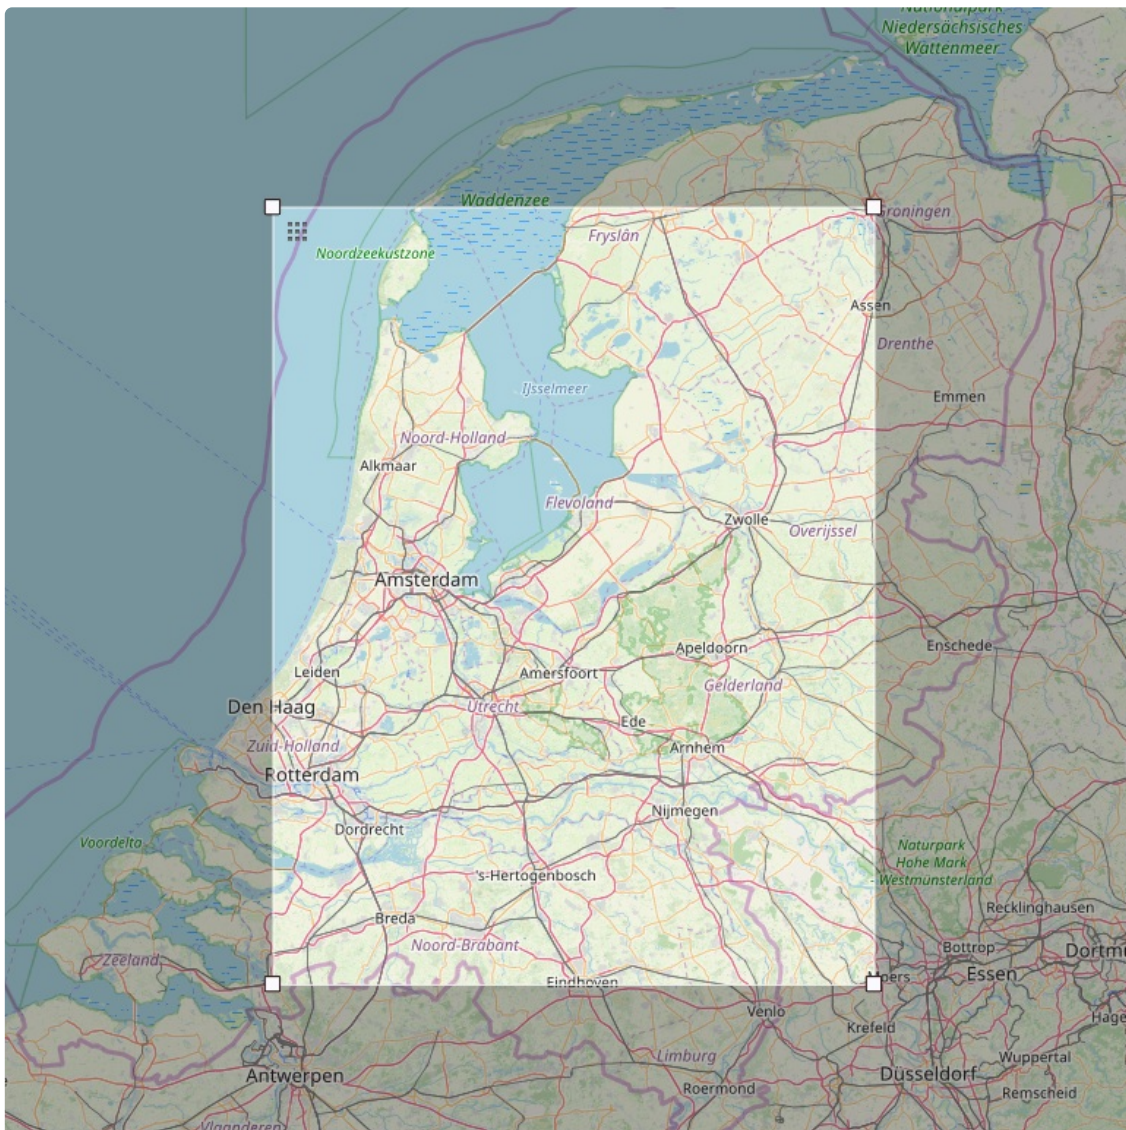 Nationalpark
Niedersächsisches
Wattenmeer
Waddenzee
Groningen
Fryslân
Noordzeekustzone
Assen
Drenthe
IJsselmeer
Emmen
Noord-Holland
Alkmaar
Flevoland
Zwolle
Overijssel
Amsterdam
Enschede
Apeldoorn
Leiden
Amersfoort
Gelderland
Den Haag
Utrecht
Ede
Zuid-Holland
Arnhem
Rotterdam
Nijmegen
Dordrecht
Voordelta
Naturpark
Hohe Mark
-Westmünsterland
's-Hertogenbosch
Recklinghausen
Breda
Noord-Brabant
Bottrop
Dortmu
Zeeland
Essen
Moers
Eindhoven
Venlo
Hage
Krefeld
Limburg
Wuppertal
Antwerpen
Düsseldorf
Roermond
Remscheid
Vlaanderen